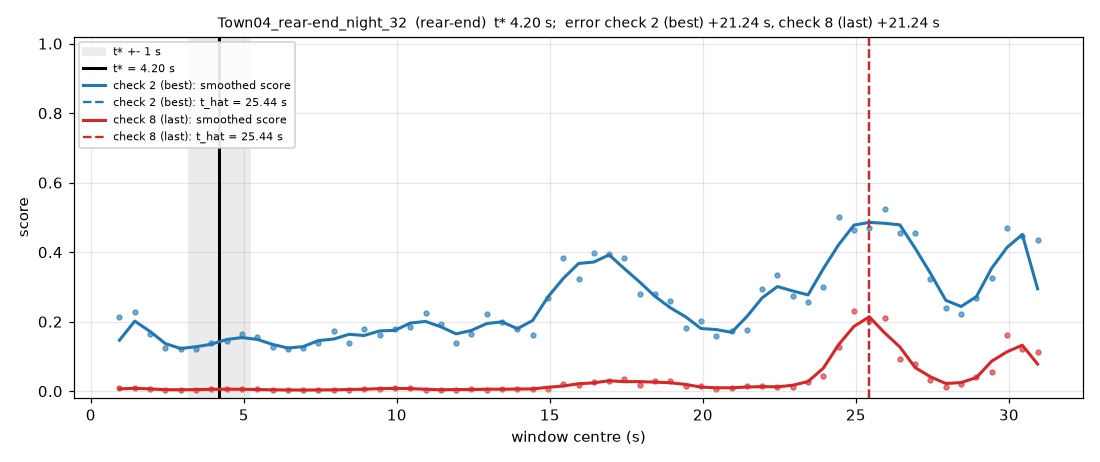 Town04_rear-end_night_32  (rear-end)  t* 4.20 s;  error check 2 (best) +21.24 s, check 8 (last) +21.24 s
t* +- 1 s
t* = 4.20 s
check 2 (best): smoothed score
check 2 (best): t_hat = 25.44 s
check 8 (last): smoothed score
check 8 (last): t_hat = 25.44 s
1.0
0.8
0.6
0.4
0.2
0.0
score
0 5 10 15 20 25 30
window centre (s)